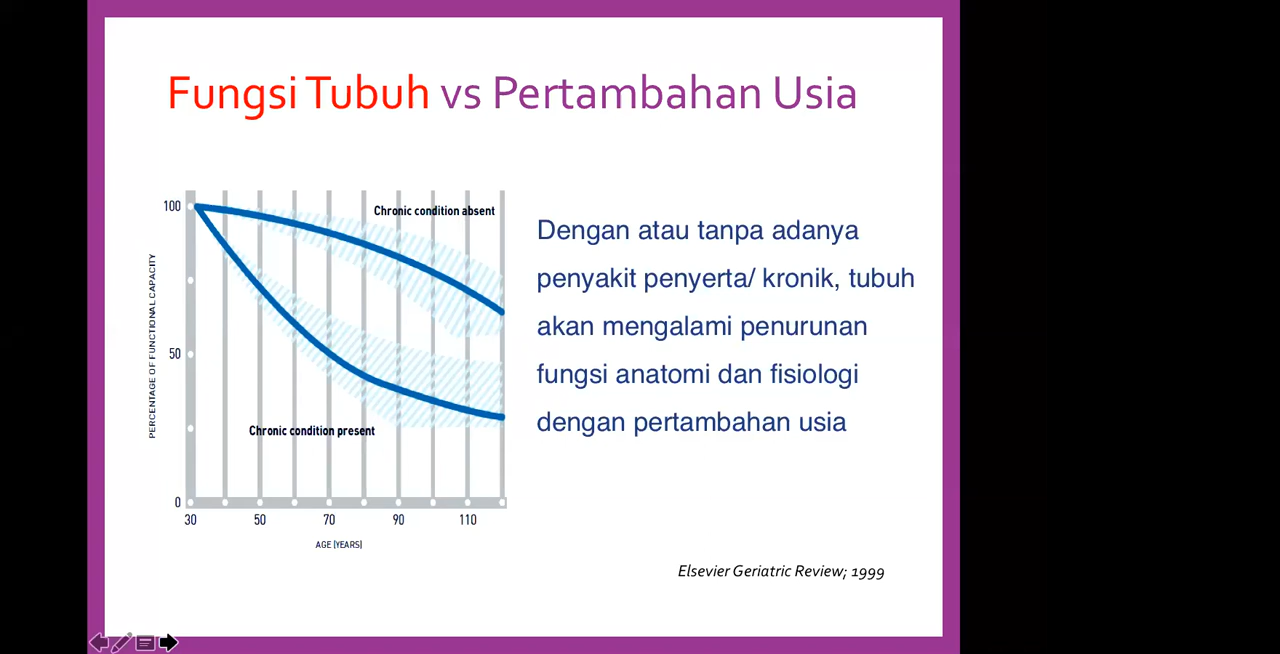 Fungsi Tubuh vs Pertambahan Usia
100
50
0
PERCENTAGE OF FUNCTIONAL CAPACITY
Chronic condition absent
Chronic condition present
30 50 70 90 110
AGE (YEARS)
Dengan atau tanpa adanya
penyakit penyerta/ kronik, tubuh
akan mengalami penurunan
fungsi anatomi dan fisiologi
dengan pertambahan usia
Elsevier Geriatric Review; 1999